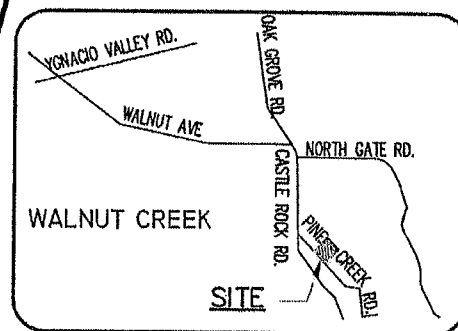 YGNACIO VALLEY RD.
OAK GROVE RD.
WALNUT AVE
NORTH GATE RD.
CASTLE ROCK RD.
WALNUT CREEK
PINE CREEK RD.
SITE